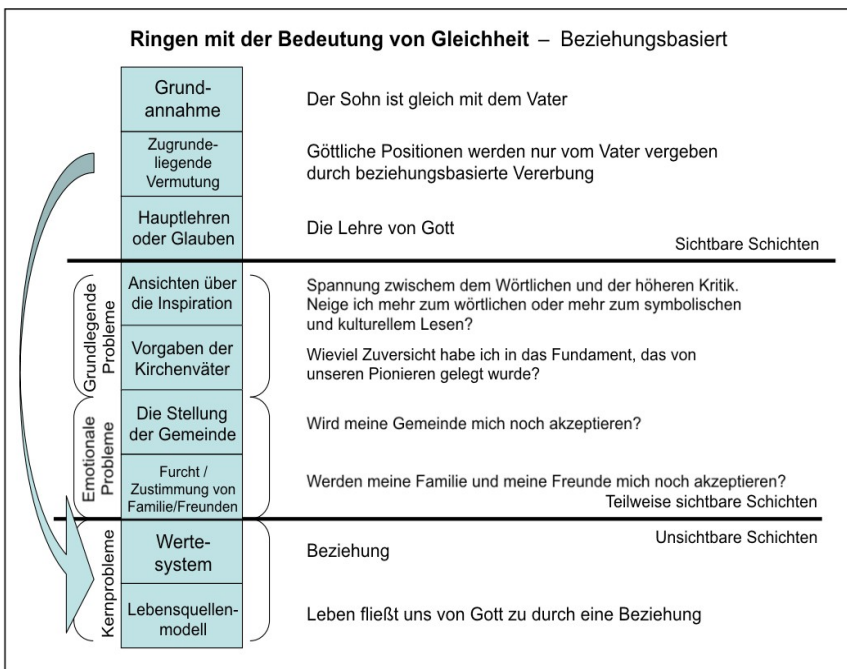 Ringen mit der Bedeutung von Gleichheit – Beziehungsbasiert
Grund-
annahme
Der Sohn ist gleich mit dem Vater
Zugrunde-
liegende
Vermutung
Göttliche Positionen werden nur vom Vater vergeben
durch beziehungsbasierte Vererbung
Hauptlehren
oder Glauben
Die Lehre von Gott
Sichtbare Schichten
Grundlegende
Probleme
Ansichten über
die Inspiration
Spannung zwischem dem Wörtlichen und der höheren Kritik.
Neige ich mehr zum wörtlichen oder mehr zum symbolischen
und kulturellem Lesen?
Vorgaben der
Kirchenväter
Wieviel Zuversicht habe ich in das Fundament, das von
unseren Pionieren gelegt wurde?
Emotionale
Probleme
Die Stellung
der Gemeinde
Wird meine Gemeinde mich noch akzeptieren?
Furcht /
Zustimmung von
Familie/Freunden
Werden meine Familie und meine Freunde mich noch akzeptieren?
Teilweise sichtbare Schichten
Unsichtbare Schichten
Kernprobleme
Werte-
system
Beziehung
Lebensquellen-
modell
Leben fließt uns von Gott zu durch eine Beziehung